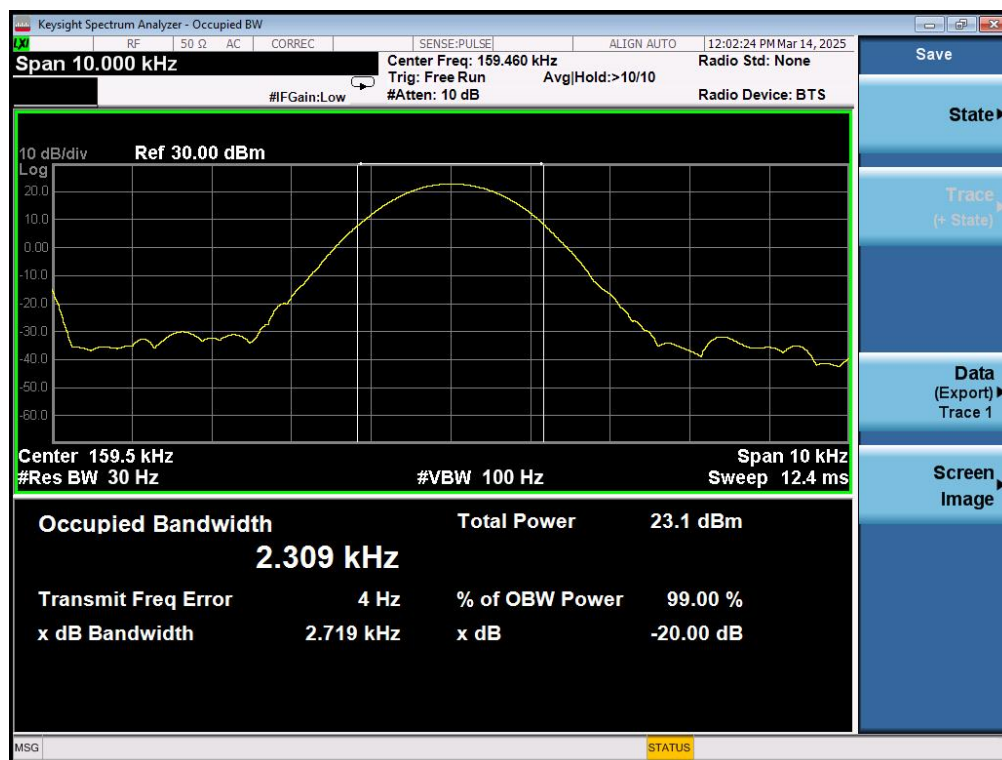 Keysight Spectrum Analyzer - Occupied BW
LXI RF 50 Ω AC CORREC SENSE:PULSE ALIGN AUTO 12:02:24 PM Mar 14, 2025
Span 10.000 kHz
Center Freq: 159.460 kHz Radio Std: None
Trig: Free Run Avg|Hold:>10/10
#IFGain:Low #Atten: 10 dB Radio Device: BTS
10 dB/div Ref 30.00 dBm
Log
20.0
10.0
0.00
-10.0
-20.0
-30.0
-40.0
-50.0
-60.0
Center 159.5 kHz Span 10 kHz
#Res BW 30 Hz #VBW 100 Hz Sweep 12.4 ms
Occupied Bandwidth Total Power 23.1 dBm
2.309 kHz
Transmit Freq Error 4 Hz % of OBW Power 99.00 %
x dB Bandwidth 2.719 kHz x dB -20.00 dB
Save
State
Trace
(+ State)
Data
(Export)
Trace 1
Screen
Image
MSG STATUS